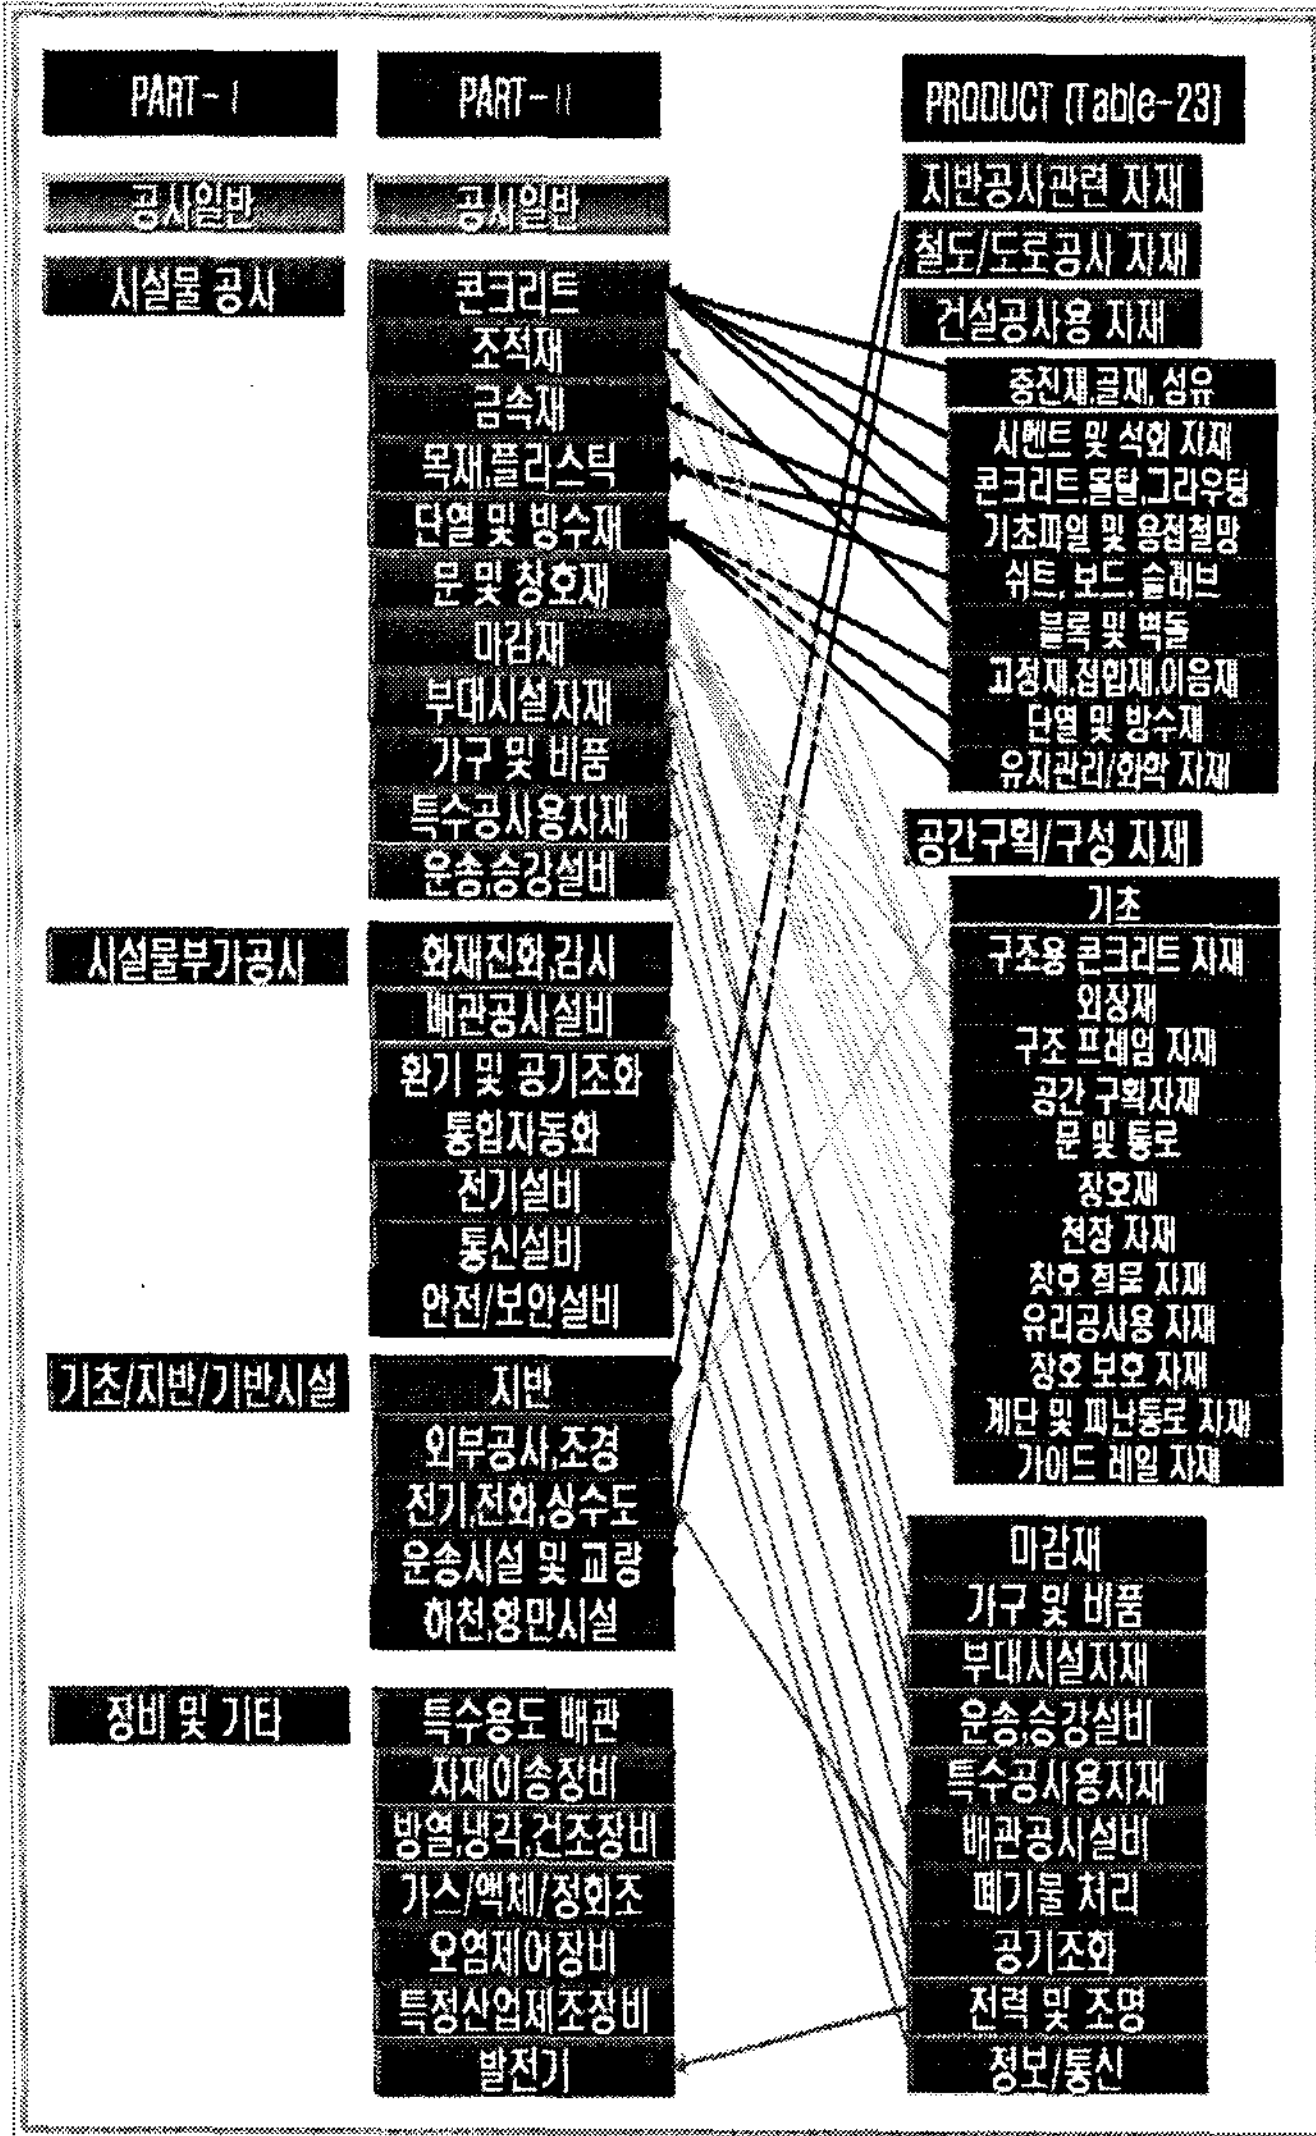 PART-I
PART-II
PRODUCT (Table-23)
공사일반
시설물 공사
시설물부기공사
기초/지반/기반시설
장비 및 기타
공사일반
콘크리트
조적재
금속재
목재,플라스틱
단열 및 방수재
문 및 창호재
마감재
부대시설자재
가구 및 비품
특수공사용자재
운송,승강설비
화재진화,감시
배관공사설비
환기 및 공기조화
통합자동화
전기설비
통신설비
안전/보안설비
지반
외부공사,조경
전기,전화,상수도
운송시설 및 교량
하천,항만시설
특수용도 배관
자재이송장비
방열,냉각,건조장비
가스/액체/정화조
오염제어장비
특정산업제조장비
발전기
지반공사관련 자재
철도/도로공사 자재
건설공사용 자재
충진재,골재, 섬유
시멘트 및 석회 자재
콘크리트,몰탈,그라우팅
기초파일 및 용접철망
쉬트, 보드, 슬래브
블록 및 벽돌
고정재,접합재,이음재
단열 및 방수재
유지관리/화학 자재
공간구획/구성 자재
기초
구조용 콘크리트 자재
외장재
구조 프레임 자재
공간 구획자재
문 및 통로
창호재
천장 자재
창호 철물 자재
유리공사용 자재
창호 보호 자재
계단 및 피난통로 자재
가이드 레일 자재
마감재
가구 및 비품
부대시설자재
운송,승강설비
특수공사용자재
배관공사설비
폐기물 처리
공기조화
전력 및 조명
정보/통신